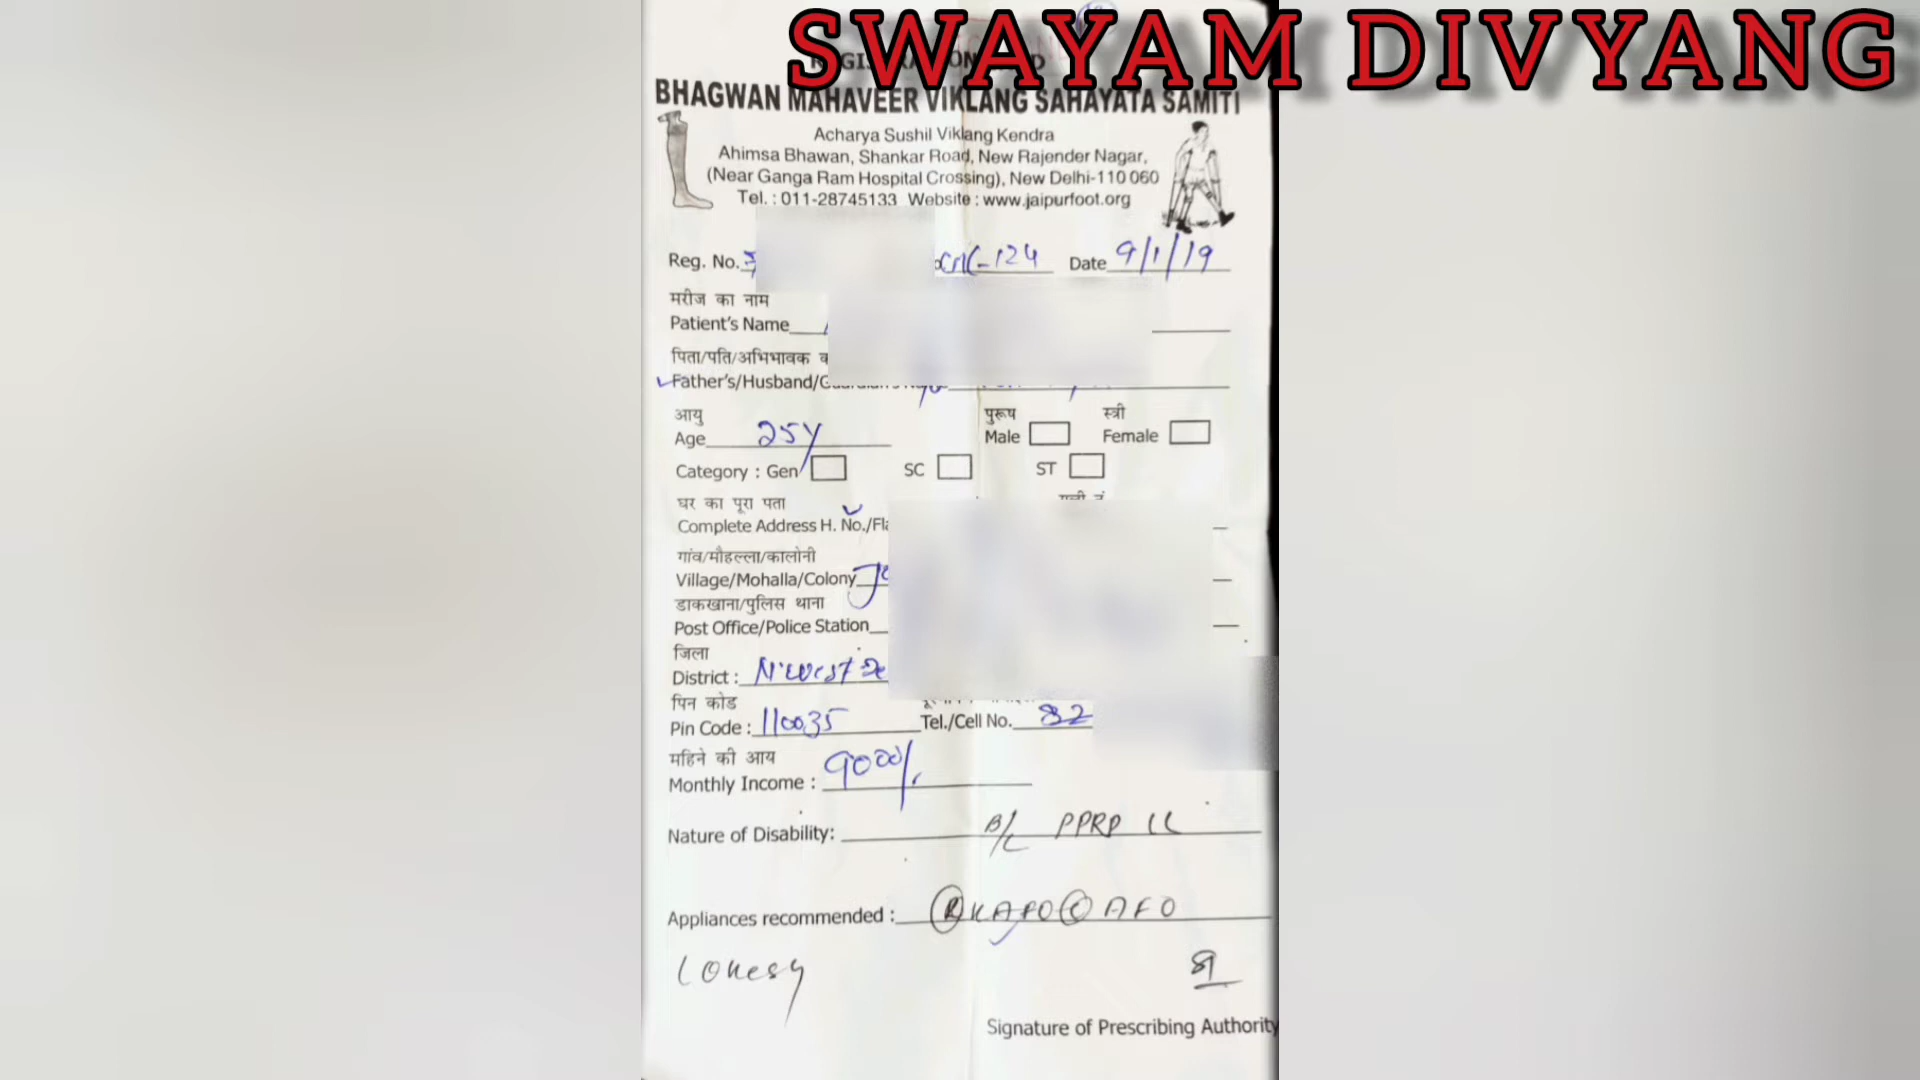 SWAYAM DIVYANG
BHAGWAN MAHAVEER VIKLANG SAHAYATA SAMITI
Acharya Sushil Viklang Kendra
Ahimsa Bhawan, Shankar Road, New Rajender Nagar,
(Near Ganga Ram Hospital Crossing), New Delhi-110 060
Tel. : 011-28745133 Website : www.jaipurfoot.org
Reg. No. -124 Date 9/1/19
मरीज का नाम
Patient's Name
पिता/पति/अभिभावक
Father's/Husband/
आयु पुरूष स्त्री
Age 25y Male Female
Category : Gen SC ST
घर का पूरा पता
Complete Address H. No./
गांव/मौहल्ला/कालोनी
Village/Mohalla/Colony
डाकखाना/पुलिस थाना
Post Office/Police Station
जिला
District : N.west
पिन कोड
Pin Code : 110035 Tel./Cell No. 82
महिने की आय
Monthly Income : 9000/.
Nature of Disability: B/L PPRP LL
Appliances recommended : R KAFO L AFO
Signature of Prescribing Authority